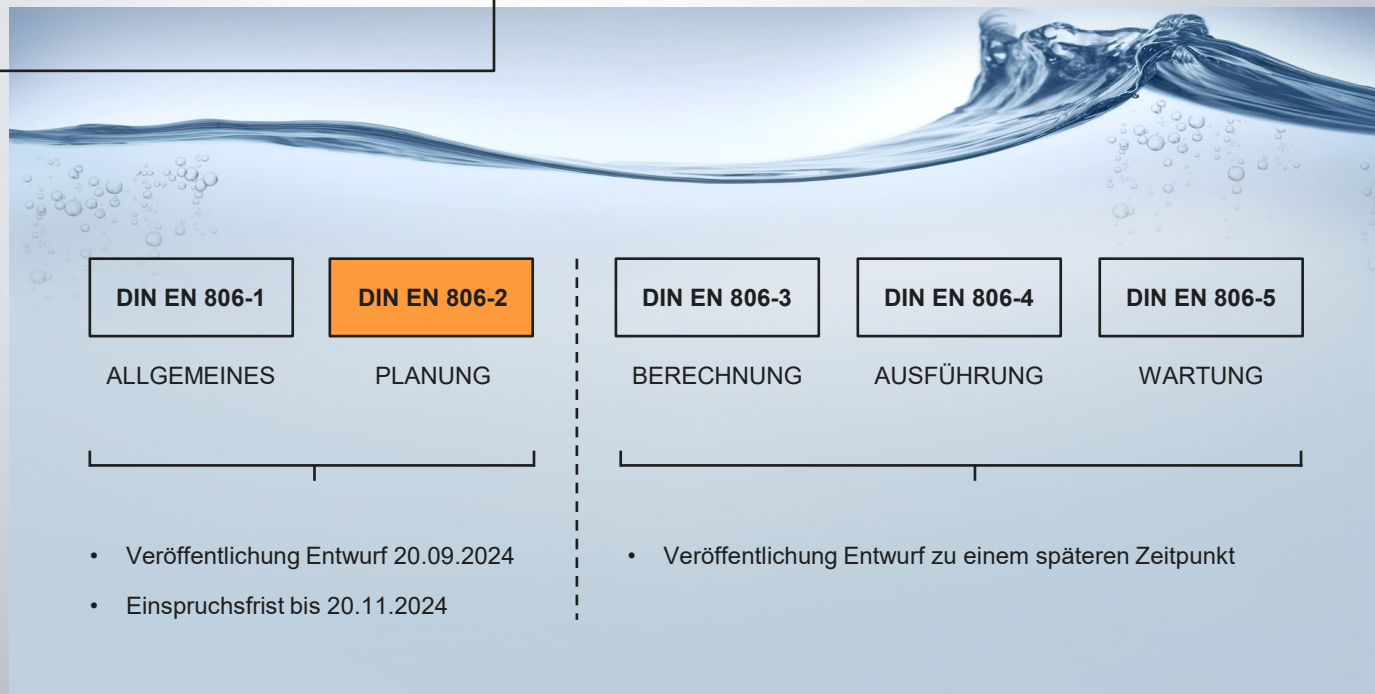 DIN EN 806-1
DIN EN 806-2
DIN EN 806-3
DIN EN 806-4
DIN EN 806-5
ALLGEMEINES
PLANUNG
BERECHNUNG
AUSFÜHRUNG
WARTUNG
• Veröffentlichung Entwurf 20.09.2024
• Einspruchsfrist bis 20.11.2024
• Veröffentlichung Entwurf zu einem späteren Zeitpunkt